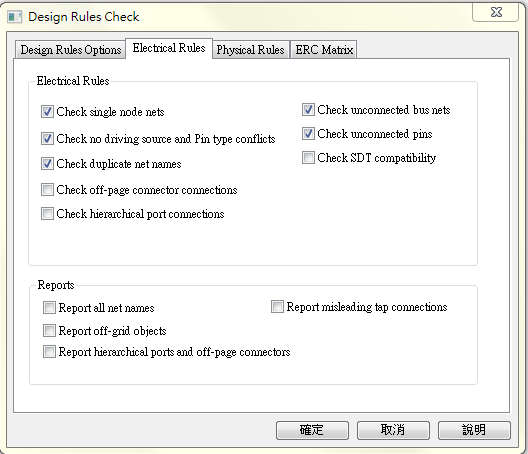 Design Rules Check
Design Rules Options Electrical Rules Physical Rules ERC Matrix
Electrical Rules
Check single node nets
Check no driving source and Pin type conflicts
Check duplicate net names
Check off-page connector connections
Check hierarchical port connections
Check unconnected bus nets
Check unconnected pins
Check SDT compatibility
Reports
Report all net names
Report off-grid objects
Report hierarchical ports and off-page connectors
Report misleading tap connections
確定 取消 說明